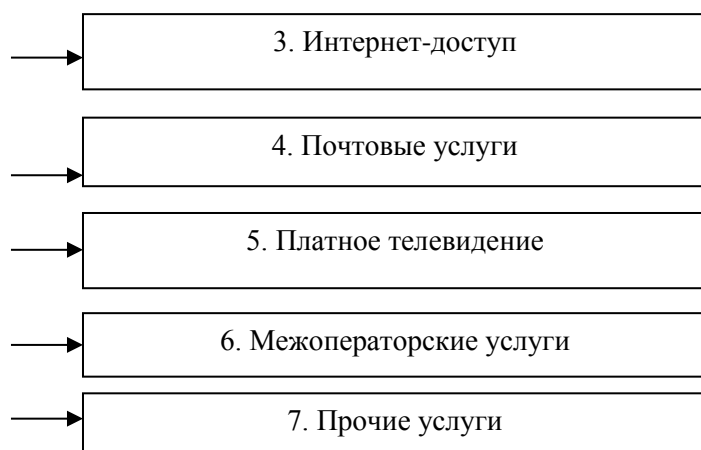 3. Интернет-доступ
4. Почтовые услуги
5. Платное телевидение
6. Межоператорские услуги
7. Прочие услуги